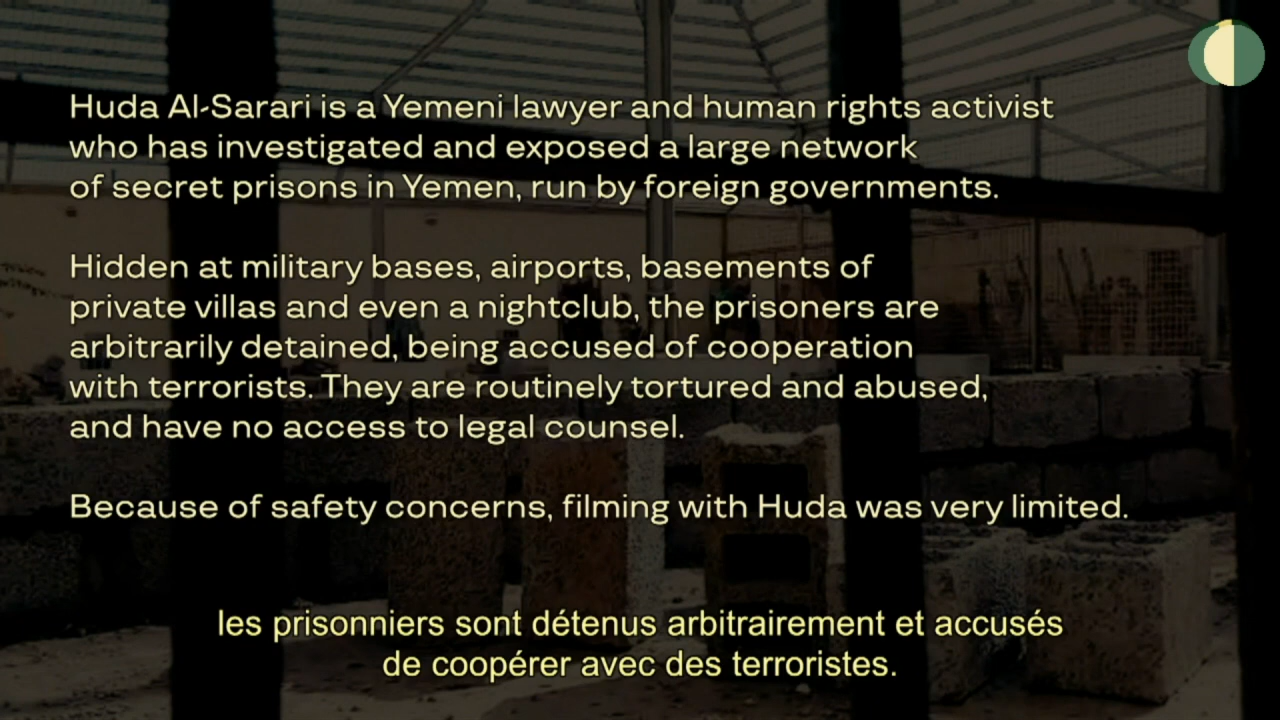 Huda Al-Sarari is a Yemeni lawyer and human rights activist
who has investigated and exposed a large network
of secret prisons in Yemen, run by foreign governments.
Hidden at military bases, airports, basements of
private villas and even a nightclub, the prisoners are
arbitrarily detained, being accused of cooperation
with terrorists. They are routinely tortured and abused,
and have no access to legal counsel.
Because of safety concerns, filming with Huda was very limited.
les prisonniers sont détenus arbitrairement et accusés
de coopérer avec des terroristes.